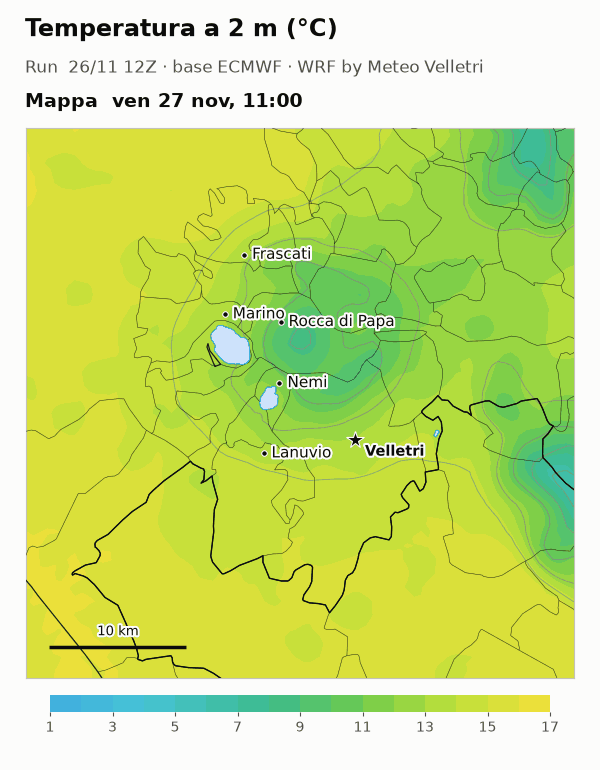 Temperatura a 2 m (°C)
Run  26/11 12Z · base ECMWF · WRF by Meteo Velletri
Mappa  ven 27 nov, 11:00
Frascati
Marino
Rocca di Papa
Nemi
Velletri
Lanuvio
10 km
1 3 5 7 9 11 13 15 17